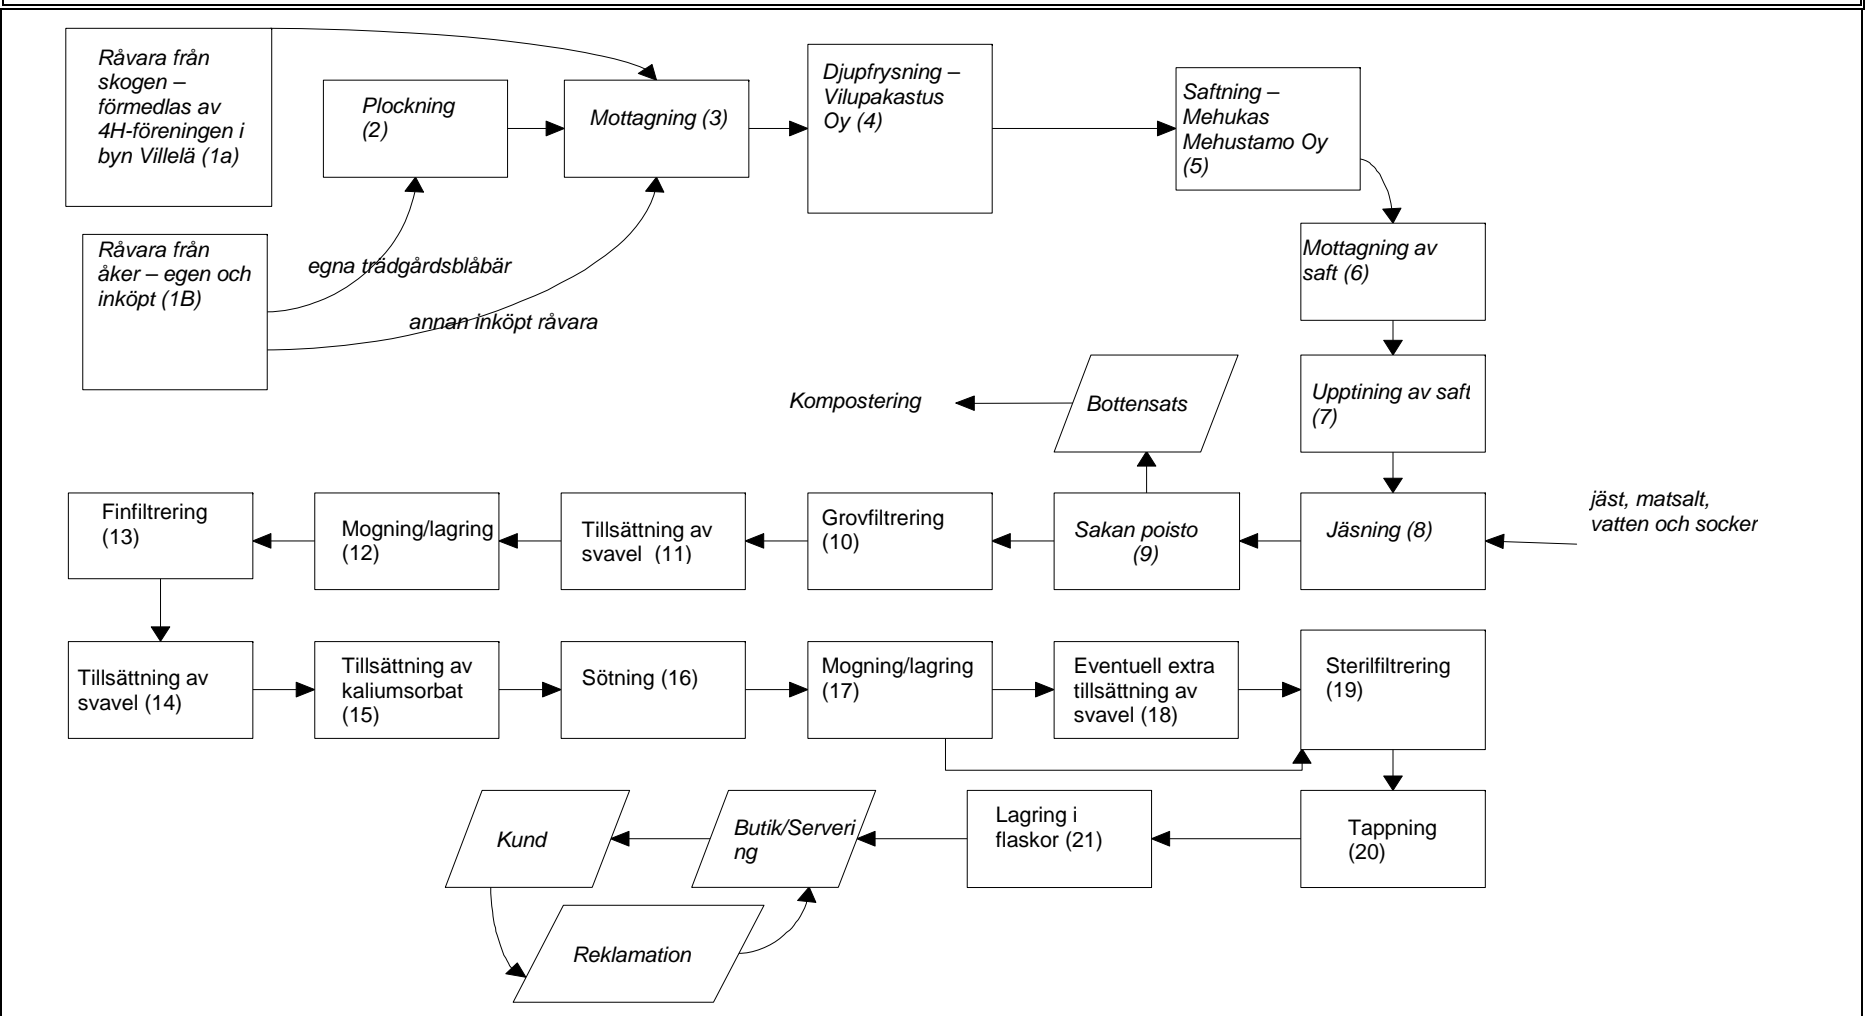 Råvara från
skogen –
förmedlas av
4H-föreningen i
byn Villelä (1a)
Plockning
(2)
Mottagning (3)
Djupfrysning –
Vilupakastus
Oy (4)
Saftning –
Mehukas
Mehustamo Oy
(5)
Råvara från
åker – egen och
inköpt (1B)
egna trädgårdsblåbär
annan inköpt råvara
Mottagning av
saft (6)
Kompostering
Bottensats
Upptining av saft
(7)
Finfiltrering
(13)
Mogning/lagring
(12)
Tillsättning av
svavel (11)
Grovfiltrering
(10)
Sakan poisto
(9)
Jäsning (8)
jäst, matsalt,
vatten och socker
Tillsättning av
svavel (14)
Tillsättning av
kaliumsorbat
(15)
Sötning (16)
Mogning/lagring
(17)
Eventuell extra
tillsättning av
svavel (18)
Sterilfiltrering
(19)
Kund
Butik/Serveri
ng
Lagring i
flaskor (21)
Tappning
(20)
Reklamation